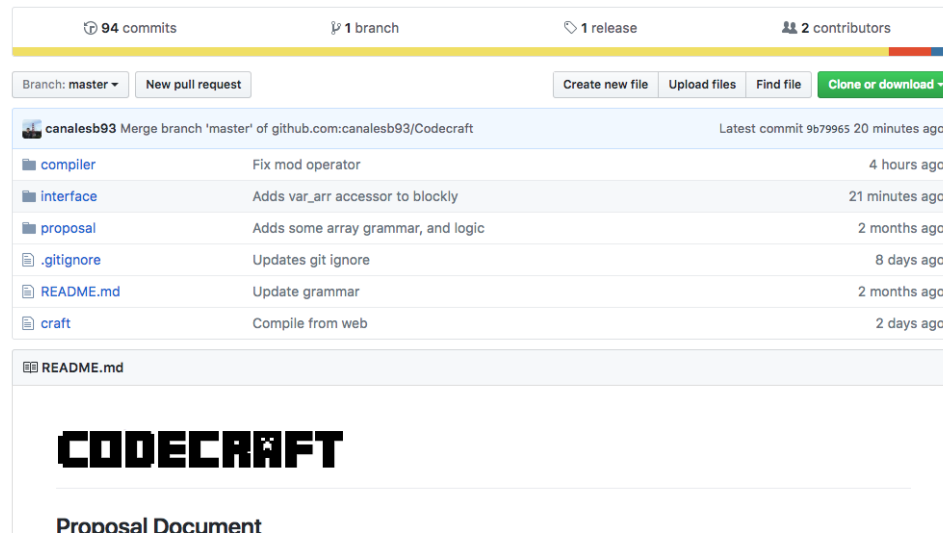 94 commits 1 branch 1 release 2 contributors
Branch: master New pull request Create new file Upload files Find file Clone or download
canalesb93 Merge branch 'master' of github.com:canalesb93/Codecraft Latest commit 9b79965 20 minutes ago
compiler Fix mod operator 4 hours ago
interface Adds var_arr accessor to blockly 21 minutes ago
proposal Adds some array grammar, and logic 2 months ago
.gitignore Updates git ignore 8 days ago
README.md Update grammar 2 months ago
craft Compile from web 2 days ago
README.md
CODECRAFT
Proposal Document